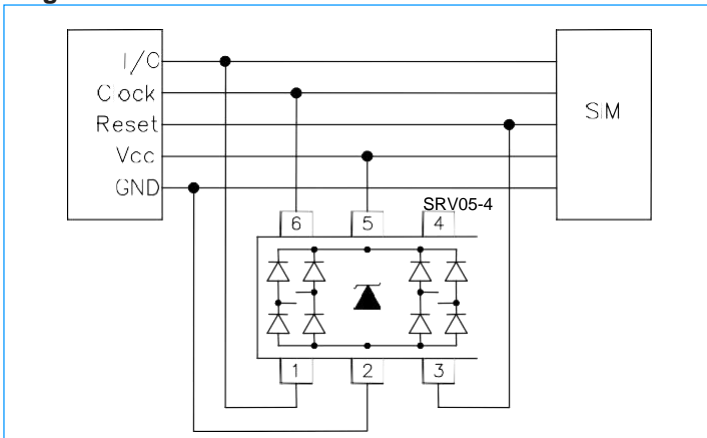 I/O
Clock
Reset
Vcc
GND
SIM
SRV05-4
6 5 4
1 2 3